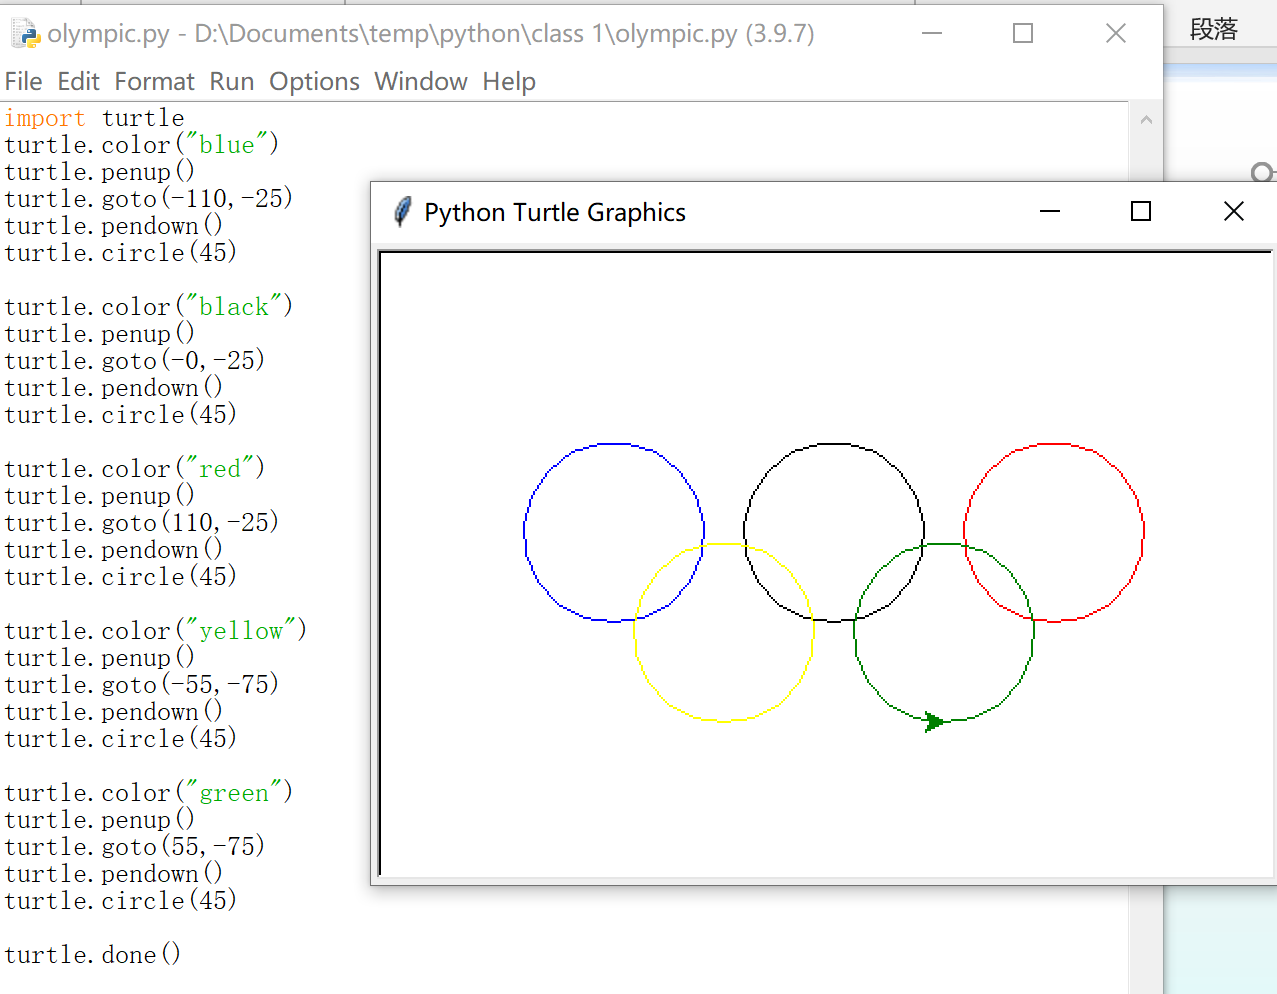 olympic.py - D:\Documents\temp\python\class 1\olympic.py (3.9.7)
段落
File Edit Format Run Options Window Help
import turtle
turtle.color("blue")
turtle.penup()
turtle.goto(-110,-25)
turtle.pendown()
turtle.circle(45)
turtle.color("black")
turtle.penup()
turtle.goto(-0,-25)
turtle.pendown()
turtle.circle(45)
turtle.color("red")
turtle.penup()
turtle.goto(110,-25)
turtle.pendown()
turtle.circle(45)
turtle.color("yellow")
turtle.penup()
turtle.goto(-55,-75)
turtle.pendown()
turtle.circle(45)
turtle.color("green")
turtle.penup()
turtle.goto(55,-75)
turtle.pendown()
turtle.circle(45)
turtle.done()
Python Turtle Graphics